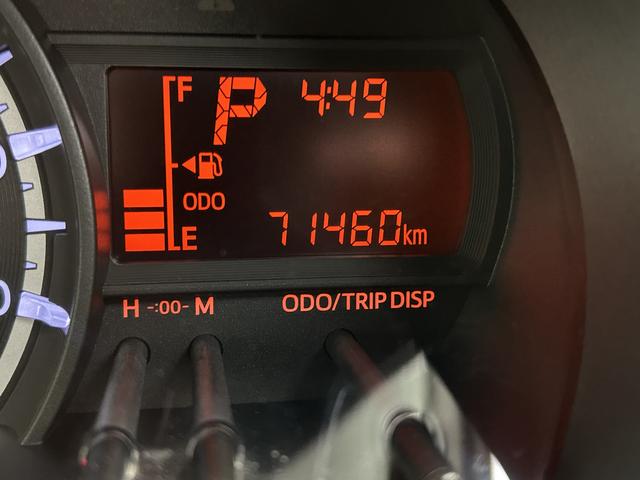 F P 4:49
ODO
E 71460km
H -:00- M ODO/TRIP DISP